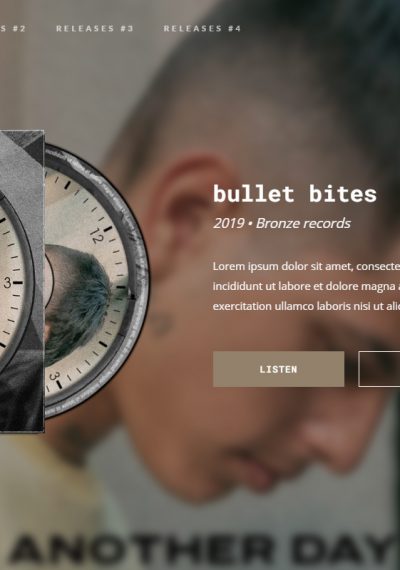 S #2 RELEASES #3 RELEASES #4
bullet bites
2019 • Bronze records
Lorem ipsum dolor sit amet, consecte
incididunt ut labore et dolore magna a
exercitation ullamco laboris nisi ut aliq
LISTEN
12
3
3
ANOTHER DAY